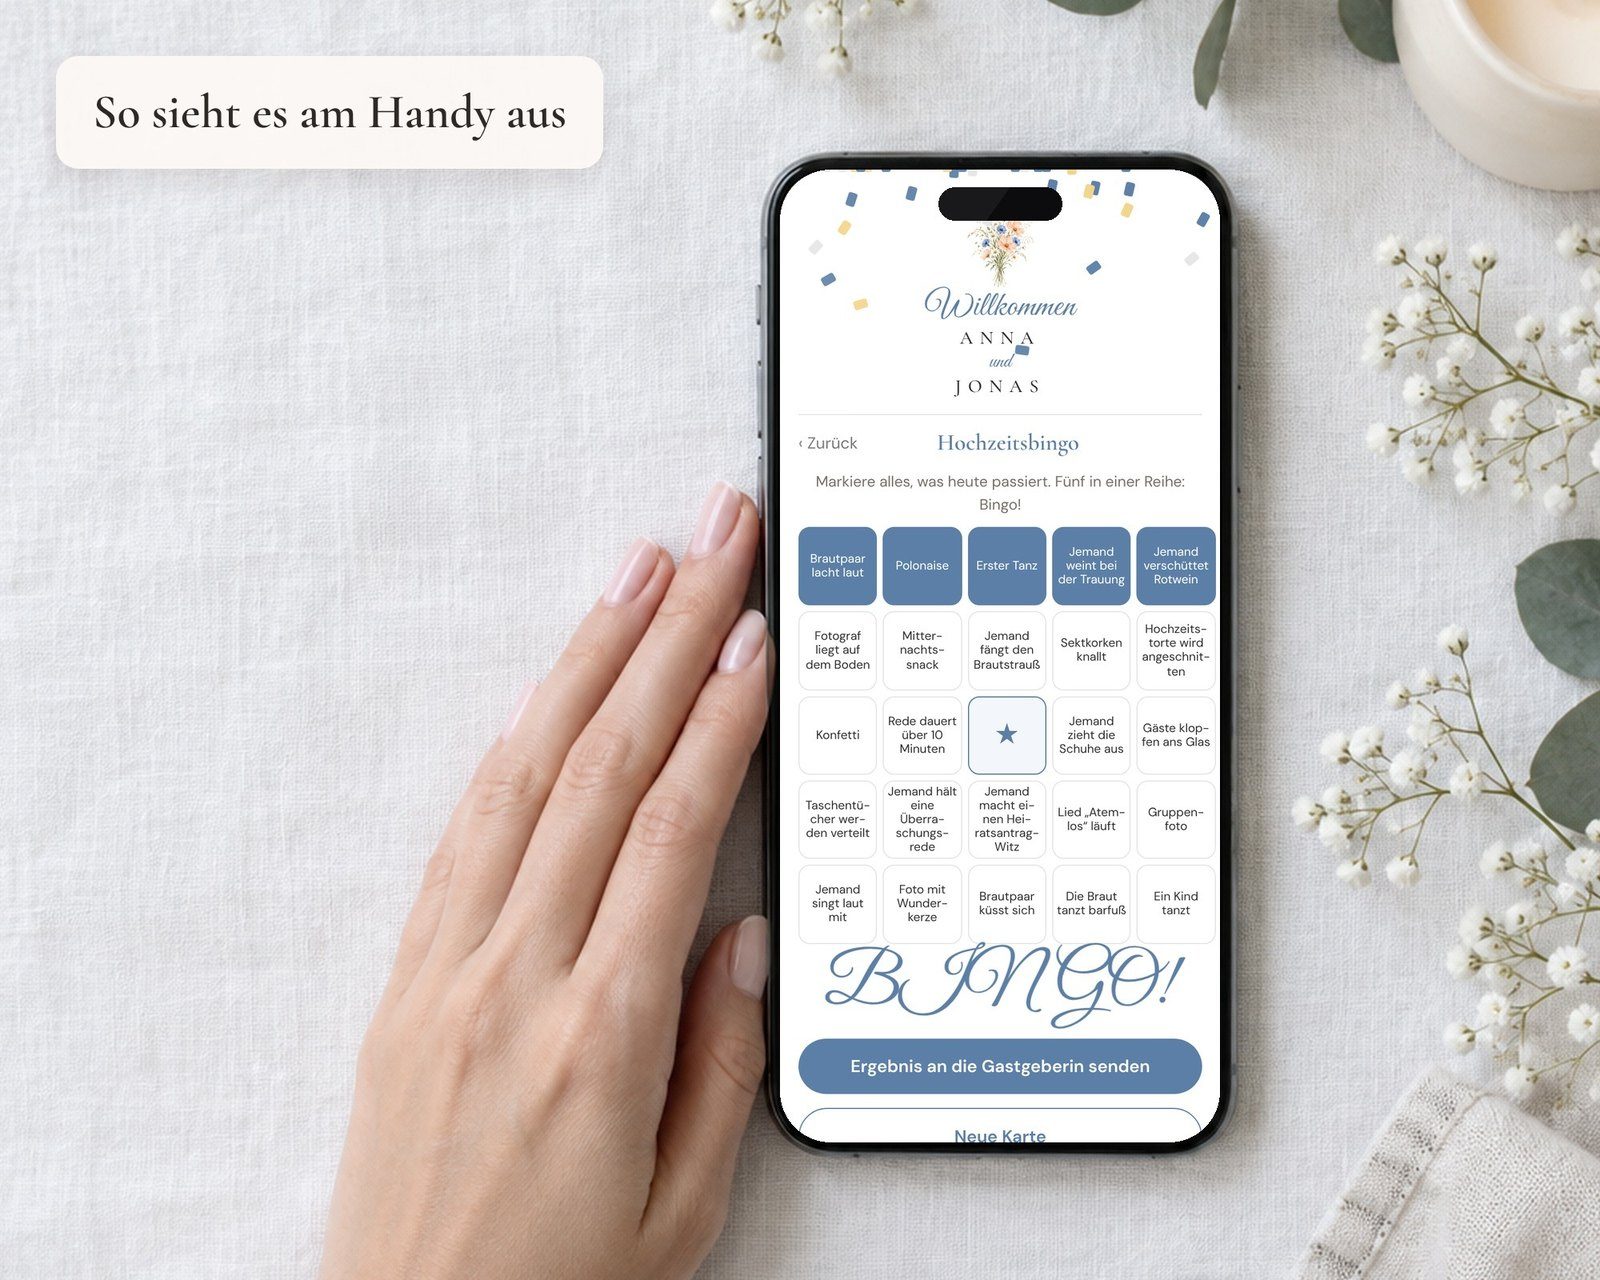 So sieht es am Handy aus
Willkommen
ANNA
und
JONAS
‹ Zurück
Hochzeitsbingo
Markiere alles, was heute passiert. Fünf in einer Reihe:
Bingo!
Brautpaar
lacht laut
Polonaise
Erster Tanz
Jemand
weint bei
der Trauung
Jemand
verschüttet
Rotwein
Fotograf
liegt auf
dem Boden
Mitter-
nachts-
snack
Jemand
fängt den
Brautstrauß
Sektkorken
knallt
Hochzeits-
torte wird
angeschnit-
ten
Konfetti
Rede dauert
über 10
Minuten
★
Jemand
zieht die
Schuhe aus
Gäste klop-
fen ans Glas
Taschentü-
cher wer-
den verteilt
Jemand hält
eine
Überra-
schungs-
rede
Jemand
macht ei-
nen Hei-
ratsantrag-
Witz
Lied „Atem-
los“ läuft
Gruppen-
foto
Jemand
singt laut
mit
Foto mit
Wunder-
kerze
Brautpaar
küsst sich
Die Braut
tanzt barfuß
Ein Kind
tanzt
BINGO!
Ergebnis an die Gastgeberin senden
Neue Karte